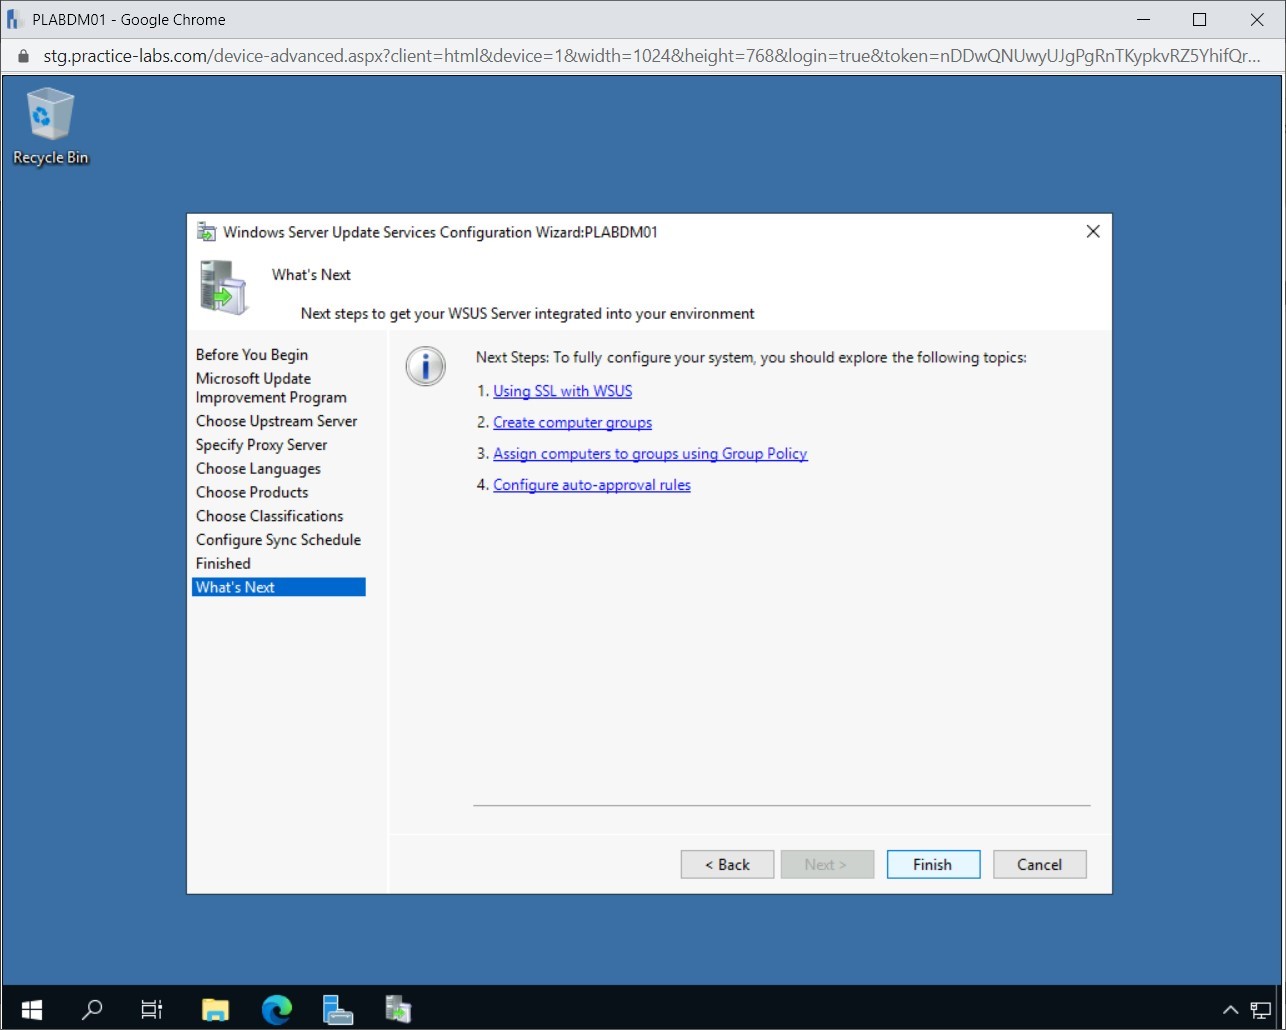 PLABDM01 - Google Chrome
stg.practice-labs.com/device-advanced.aspx?client=html&device=1&width=1024&height=768&login=true&token=nDDwQNUwyUJgPgRnTKypkvRZ5YhifQr...
Recycle Bin
Windows Server Update Services Configuration Wizard:PLABDM01
What's Next
Next steps to get your WSUS Server integrated into your environment
Before You Begin
Microsoft Update
Improvement Program
Choose Upstream Server
Specify Proxy Server
Choose Languages
Choose Products
Choose Classifications
Configure Sync Schedule
Finished
What's Next
Next Steps: To fully configure your system, you should explore the following topics:
1. Using SSL with WSUS
2. Create computer groups
3. Assign computers to groups using Group Policy
4. Configure auto-approval rules
< Back
Next >
Finish
Cancel